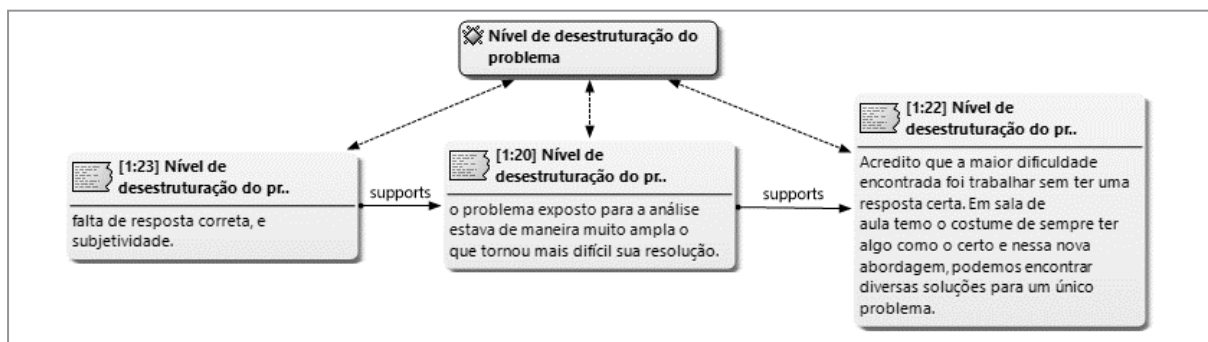 Nível de desestruturação do
problema
[1:22] Nível de
desestruturação do pr..
[1:23] Nível de
desestruturação do pr..
[1:20] Nível de
desestruturação do pr..
Acredito que a maior dificuldade
encontrada foi trabalhar sem ter uma
resposta certa. Em sala de
aula temo o costume de sempre ter
algo como o certo e nessa nova
abordagem, podemos encontrar
diversas soluções para um único
problema.
supports
supports
falta de resposta correta, e
subjetividade.
o problema exposto para a análise
estava de maneira muito ampla o
que tornou mais difícil sua resolução.